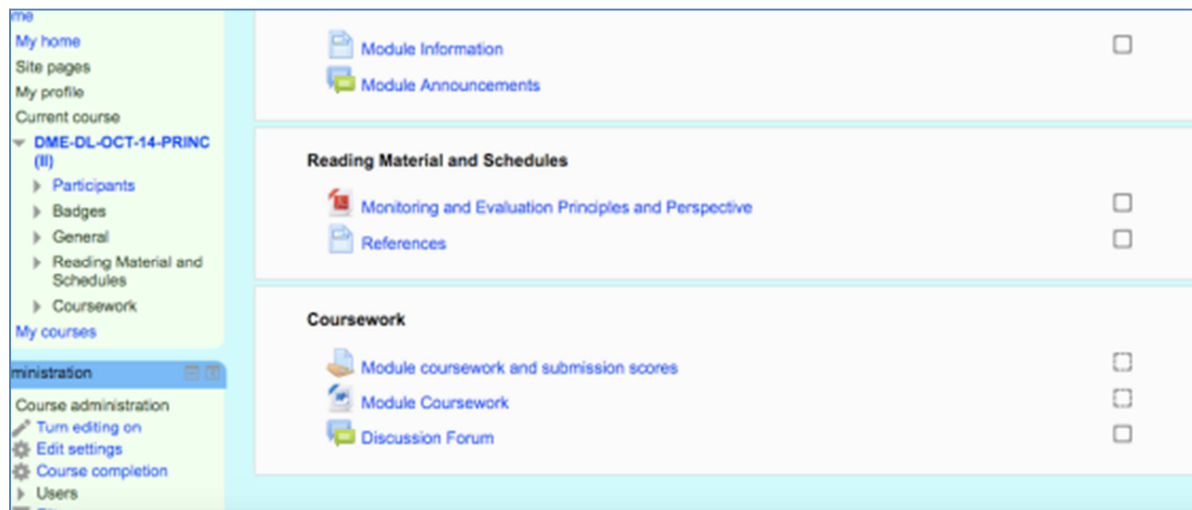 me
My home
Site pages
My profile
Current course
DME-DL-OCT-14-PRINC
(II)
Participants
Badges
General
Reading Material and
Schedules
Coursework
My courses
ministration
Course administration
Turn editing on
Edit settings
Course completion
Users
Module Information
Module Announcements
Reading Material and Schedules
Monitoring and Evaluation Principles and Perspective
References
Coursework
Module coursework and submission scores
Module Coursework
Discussion Forum